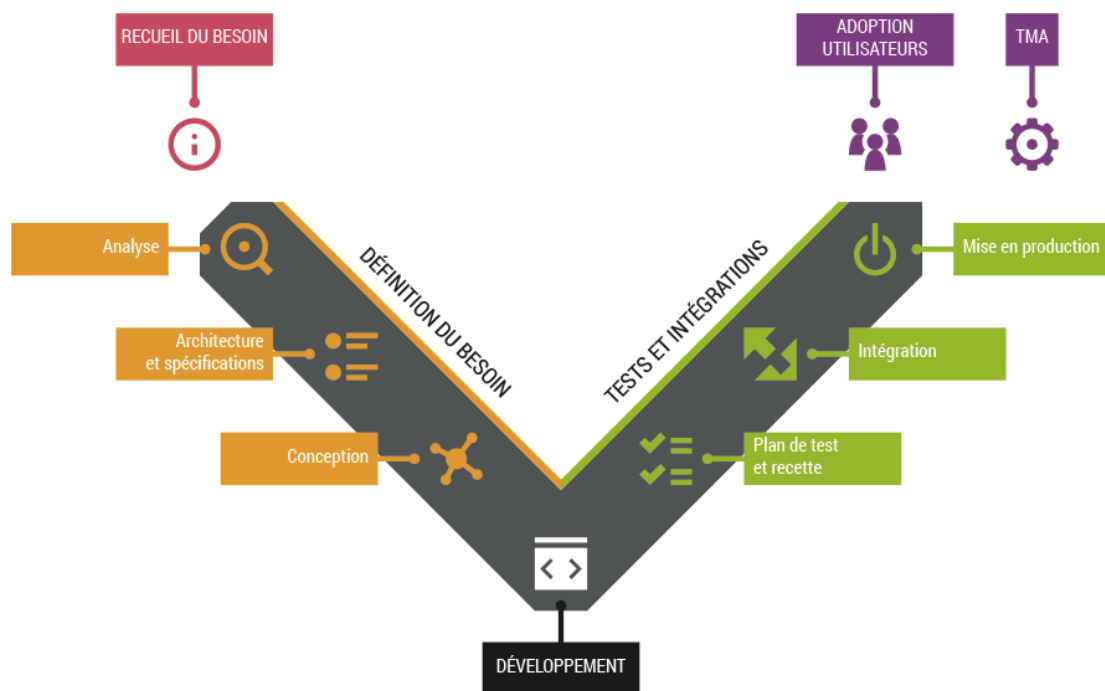 RECUEIL DU BESOIN
ADOPTION
UTILISATEURS
TMA
Analyse
Mise en production
DÉFINITION DU BESOIN
TESTS ET INTÉGRATIONS
Architecture
et spécifications
Intégration
Conception
Plan de test
et recette
DÉVELOPPEMENT